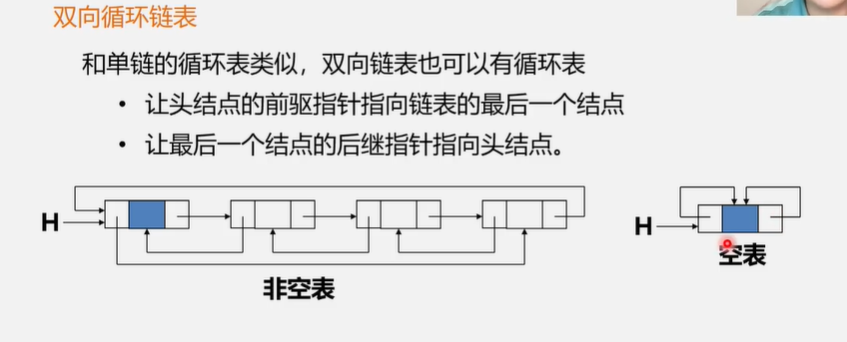 双向循环链表
和单链的循环表类似，双向链表也可以有循环表
• 让头结点的前驱指针指向链表的最后一个结点
• 让最后一个结点的后继指针指向头结点。
H
H
非空表
空表